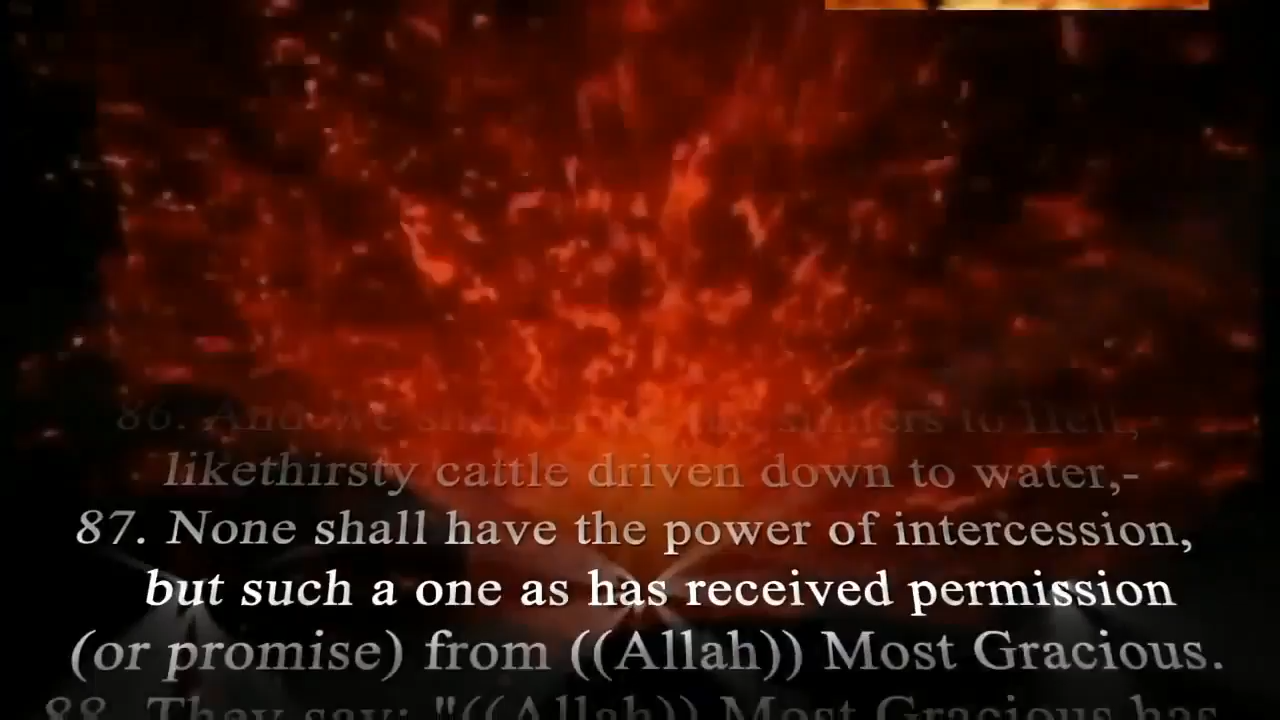 86. And we shall drive the sinners to Hell,
likethirsty cattle driven down to water,-
87. None shall have the power of intercession,
but such a one as has received permission
(or promise) from ((Allah)) Most Gracious.
88. They say: "((Allah)) Most Gracious has